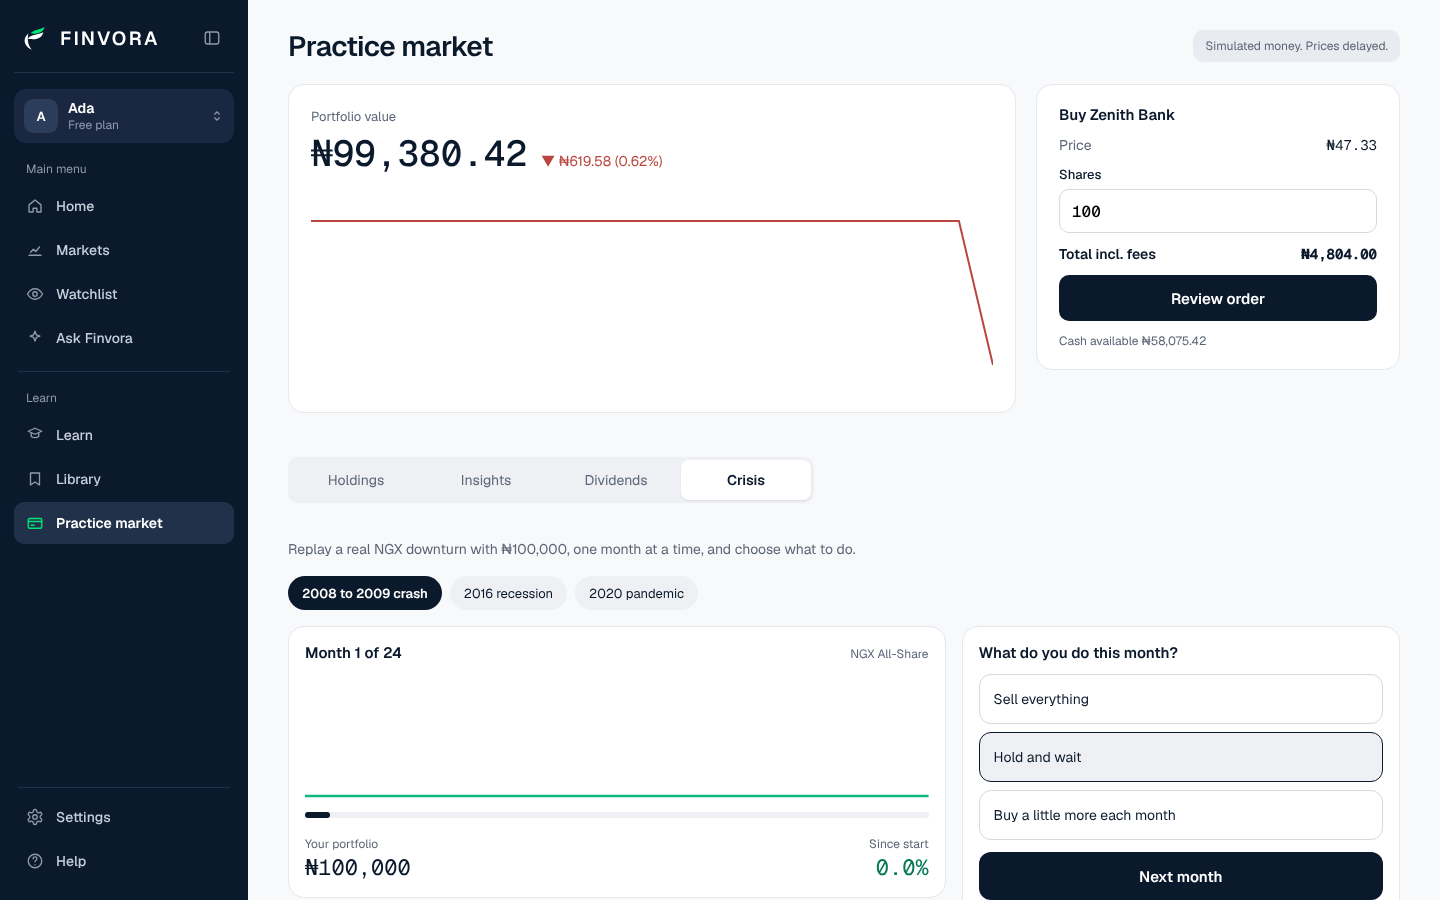 FINVORA
A
Ada
Free plan
Main menu
Home
Markets
Watchlist
Ask Finvora
Learn
Learn
Library
Practice market
Settings
Help
Practice market
Simulated money. Prices delayed.
Portfolio value
₦99,380.42 ▼ ₦619.58 (0.62%)
Buy Zenith Bank
Price ₦47.33
Shares
100
Total incl. fees ₦4,804.00
Review order
Cash available ₦58,075.42
Holdings Insights Dividends Crisis
Replay a real NGX downturn with ₦100,000, one month at a time, and choose what to do.
2008 to 2009 crash 2016 recession 2020 pandemic
Month 1 of 24 NGX All-Share
Your portfolio Since start
₦100,000 0.0%
What do you do this month?
Sell everything
Hold and wait
Buy a little more each month
Next month